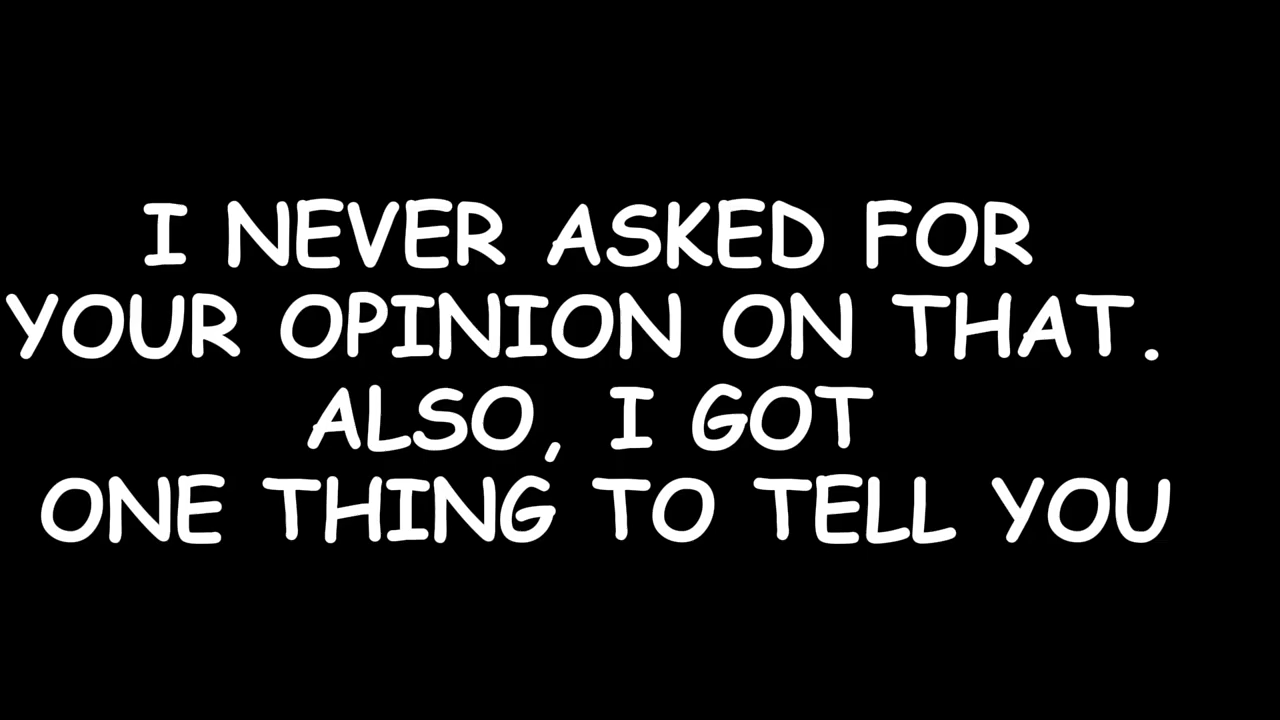 I NEVER ASKED FOR
YOUR OPINION ON THAT.
ALSO, I GOT
ONE THING TO TELL YOU